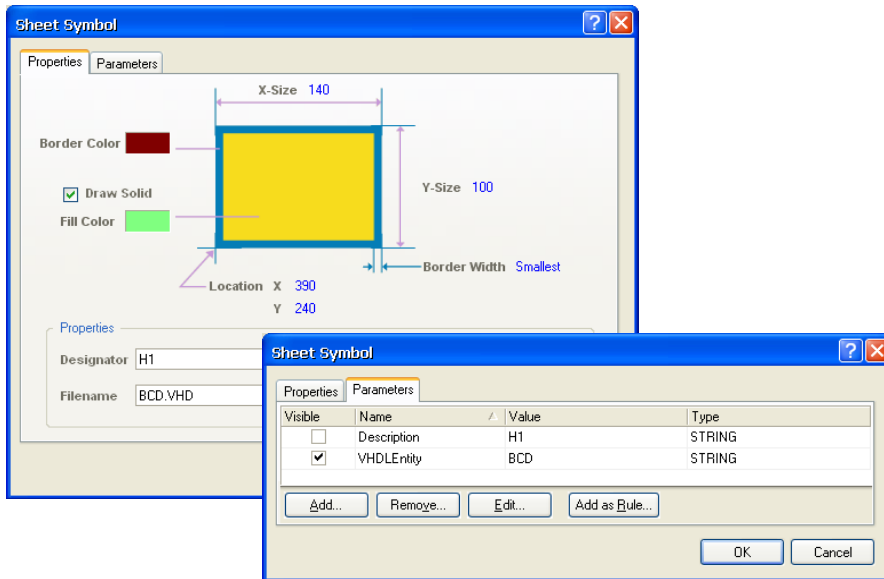 Sheet Symbol
Properties Parameters
X-Size 140
Border Color
Draw Solid
Y-Size 100
Fill Color
Border Width Smallest
Location X 390
Y 240
Properties
Designator H1
Filename BCD.VHD
Sheet Symbol
Properties Parameters
Visible Name Value Type
Description H1 STRING
VHDLEntity BCD STRING
Add... Remove... Edit... Add as Rule...
OK Cancel